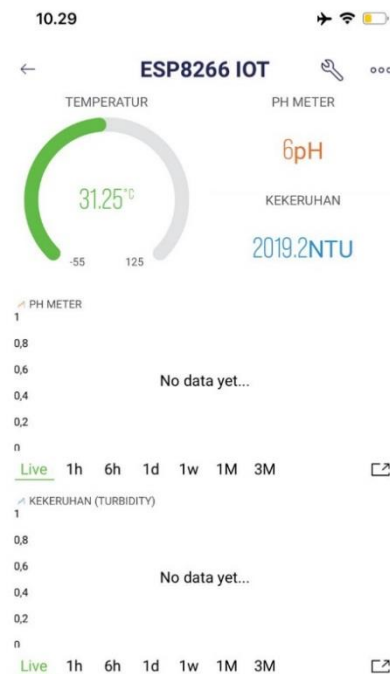 10.29
ESP8266 IOT
TEMPERATUR
PH METER
6pH
31.25°C
KEKERUHAN
2019.2NTU
-55 125
PH METER
1
0,8
0,6
No data yet...
0,4
0,2
0
Live 1h 6h 1d 1w 1M 3M
KEKERUHAN (TURBIDITY)
1
0,8
0,6
No data yet...
0,4
0,2
0
Live 1h 6h 1d 1w 1M 3M